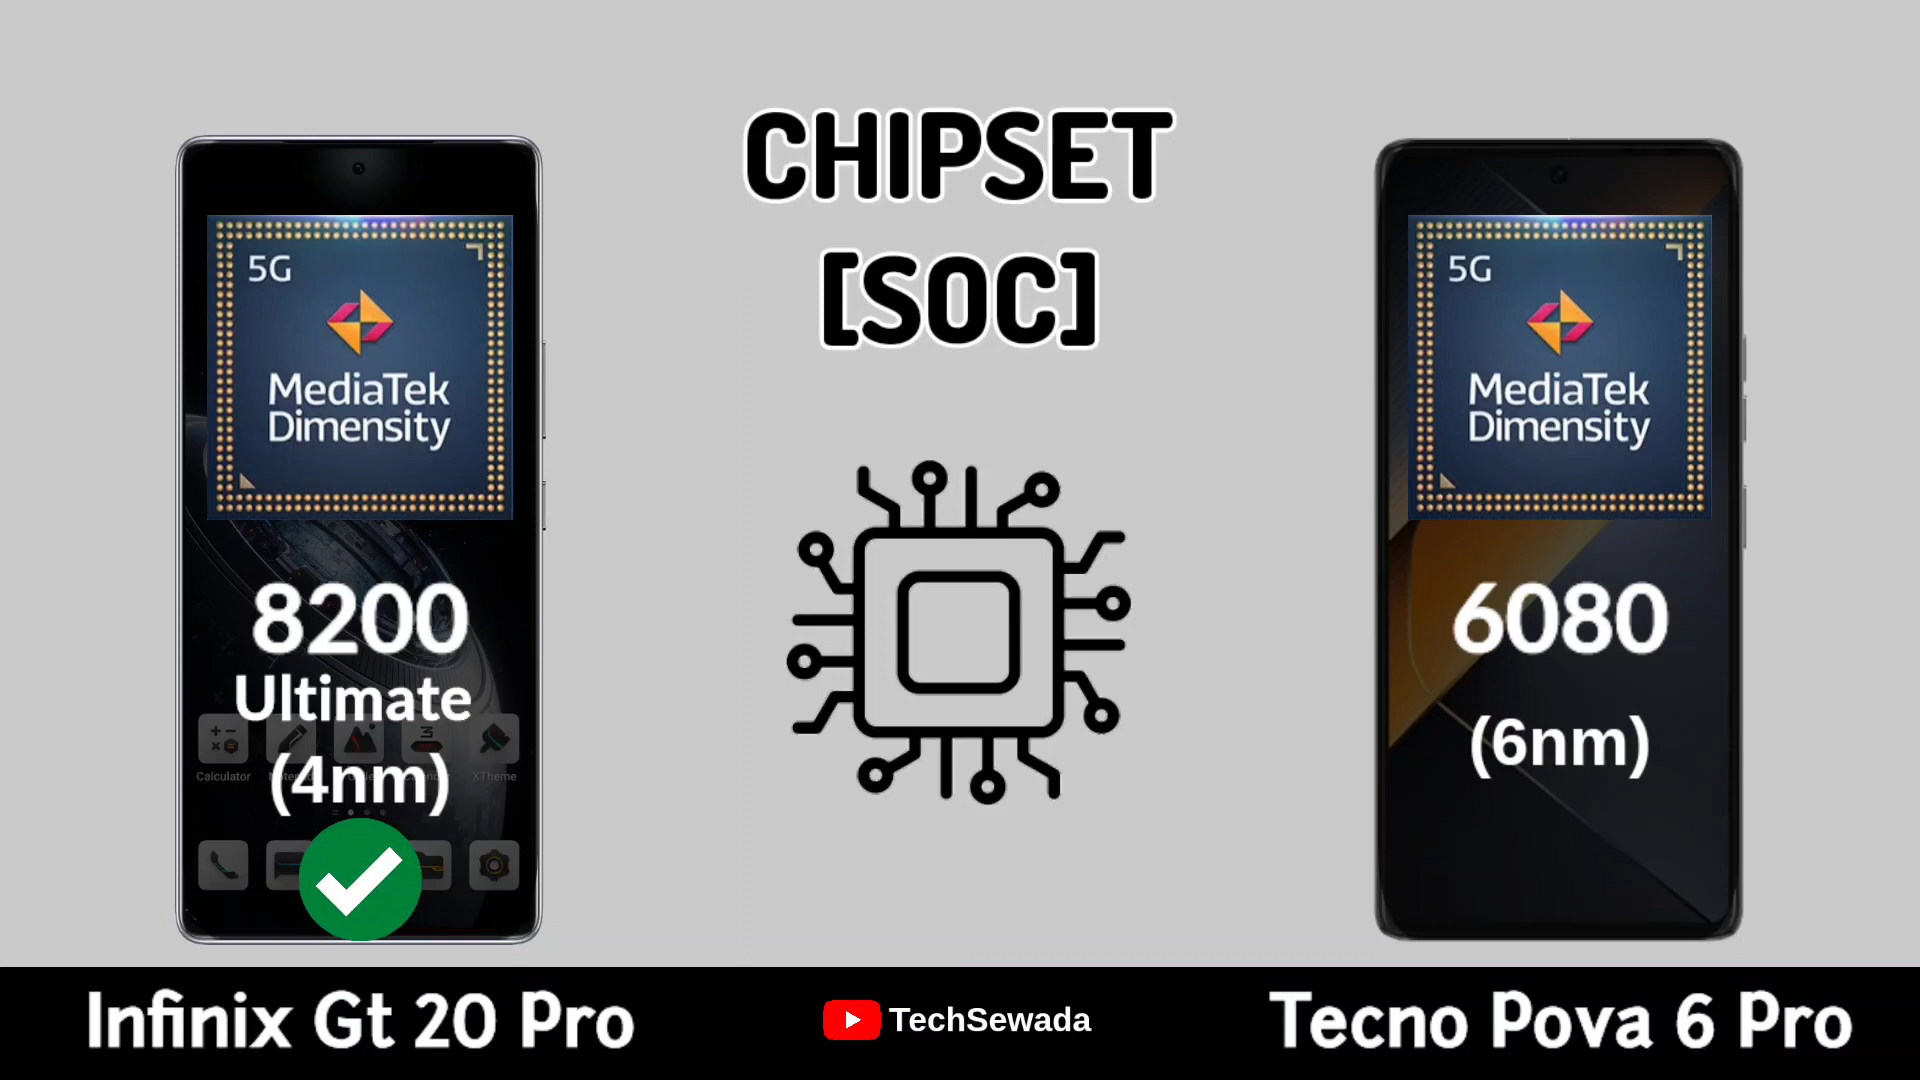 CHIPSET
[SOC]
5G
MediaTek
Dimensity
8200
Ultimate
(4nm)
Calculator
XTheme
5G
MediaTek
Dimensity
6080
(6nm)
Infinix Gt 20 Pro
TechSewada
Tecno Pova 6 Pro